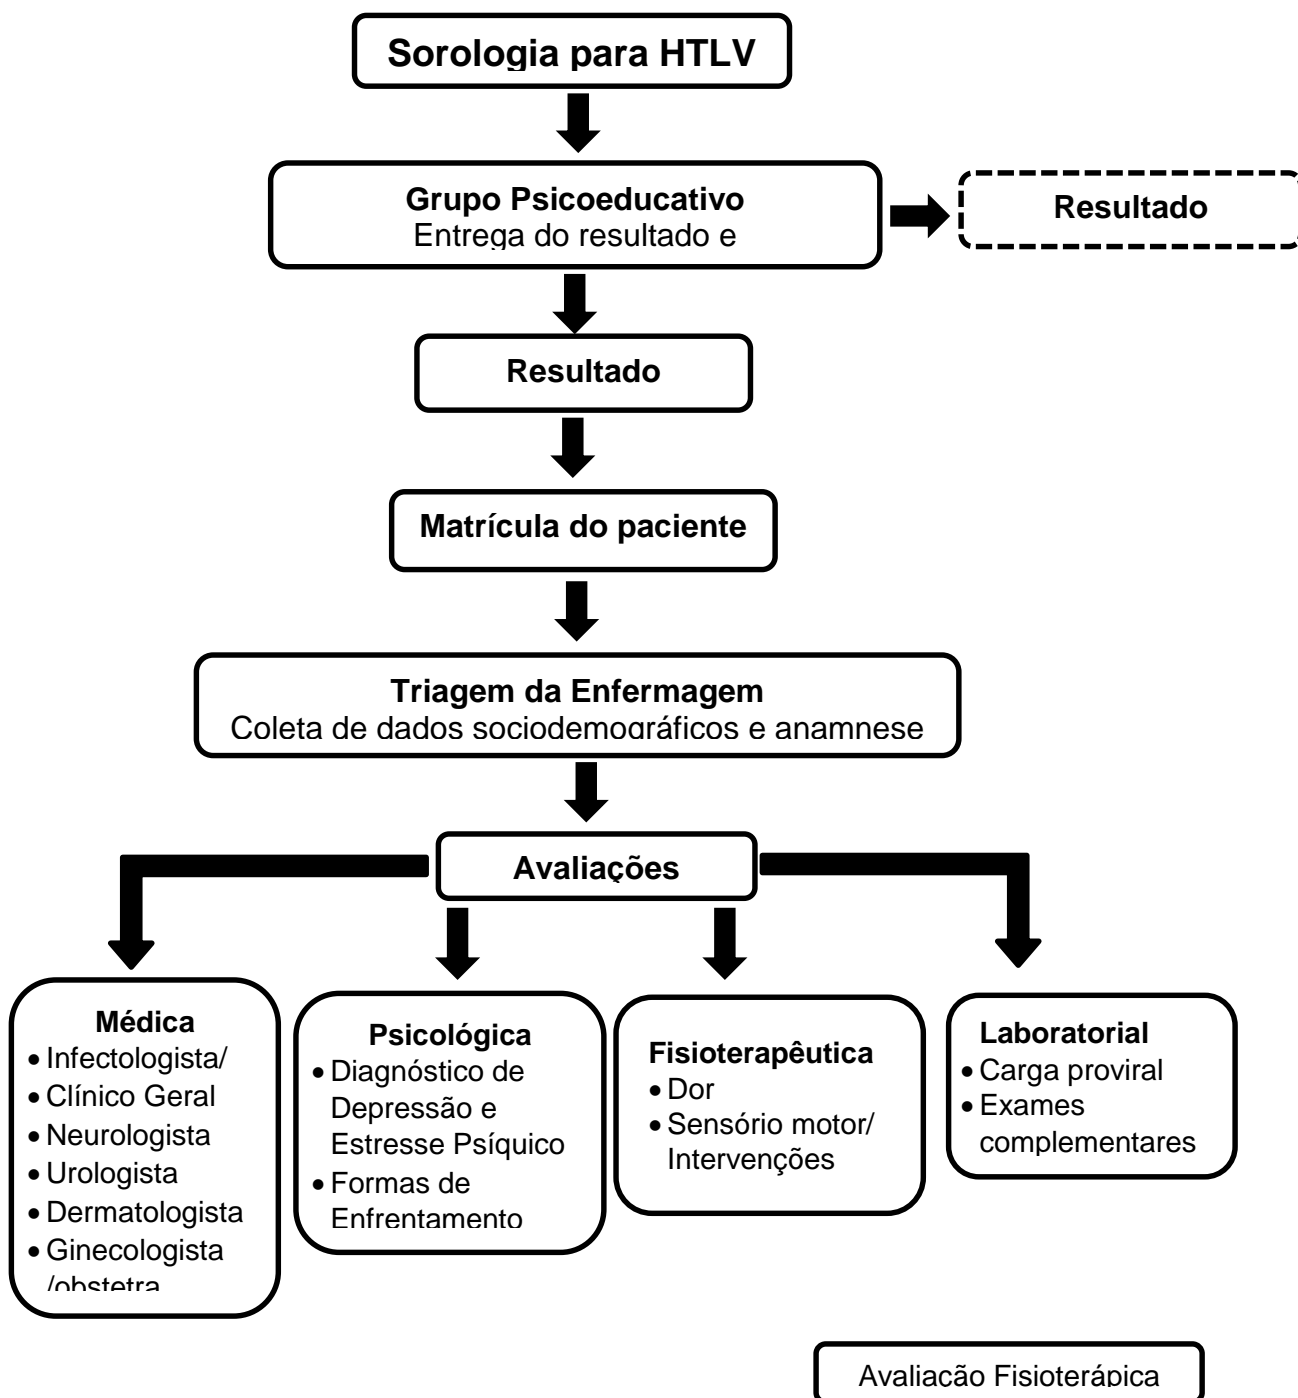 Sorologia para HTLV
Grupo Psicoeducativo
Entrega do resultado e
Resultado
Resultado
Matrícula do paciente
Triagem da Enfermagem
Coleta de dados sociodemográficos e anamnese
Avaliações
Médica
• Infectologista/
• Clínico Geral
• Neurologista
• Urologista
• Dermatologista
• Ginecologista
/obstetra
Psicológica
• Diagnóstico de
Depressão e
Estresse Psíquico
• Formas de
Enfrentamento
Fisioterapêutica
• Dor
• Sensório motor/
Intervenções
Laboratorial
• Carga proviral
• Exames
complementares
Avaliação Fisioterápica